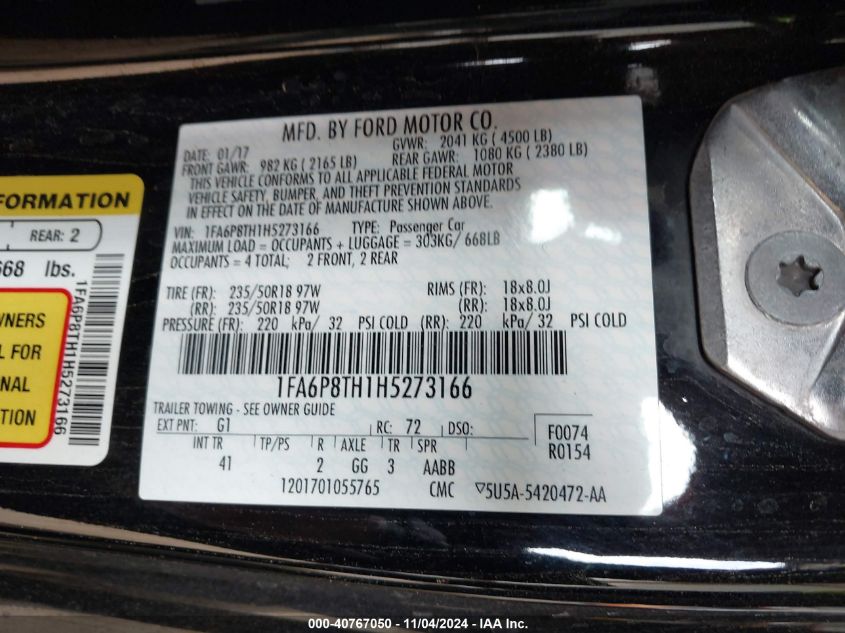 MFD. BY FORD MOTOR CO.
DATE: 01/17 GVWR: 2041 KG ( 4500 LB)
FRONT GAWR: 982 KG ( 2165 LB) REAR GAWR: 1080 KG ( 2380 LB)
THIS VEHICLE CONFORMS TO ALL APPLICABLE FEDERAL MOTOR
VEHICLE SAFETY, BUMPER, AND THEFT PREVENTION STANDARDS
IN EFFECT ON THE DATE OF MANUFACTURE SHOWN ABOVE.
VIN: 1FA6P8TH1H5273166 TYPE: Passenger Car
MAXIMUM LOAD = OCCUPANTS + LUGGAGE = 303KG/ 668LB
OCCUPANTS = 4 TOTAL; 2 FRONT, 2 REAR
TIRE (FR): 235/50R18 97W RIMS (FR): 18x8.0J
(RR): 235/50R18 97W (RR): 18x8.0J
PRESSURE (FR): 220 kPa/ 32 PSI COLD (RR): 220 kPa/ 32 PSI COLD
1FA6P8TH1H5273166
TRAILER TOWING - SEE OWNER GUIDE
EXT PNT: G1 RC: 72 DSO:
F0074
R0154
INT TR TP/PS R AXLE TR SPR
41 2 GG 3 AABB
1201701055765 CMC ▽5U5A-5420472-AA
FORMATION
REAR: 2
668 lbs.
WNERS
L FOR
ONAL
TION
1FA6P8TH1H5273166
000-40767050 - 11/04/2024 - IAA Inc.